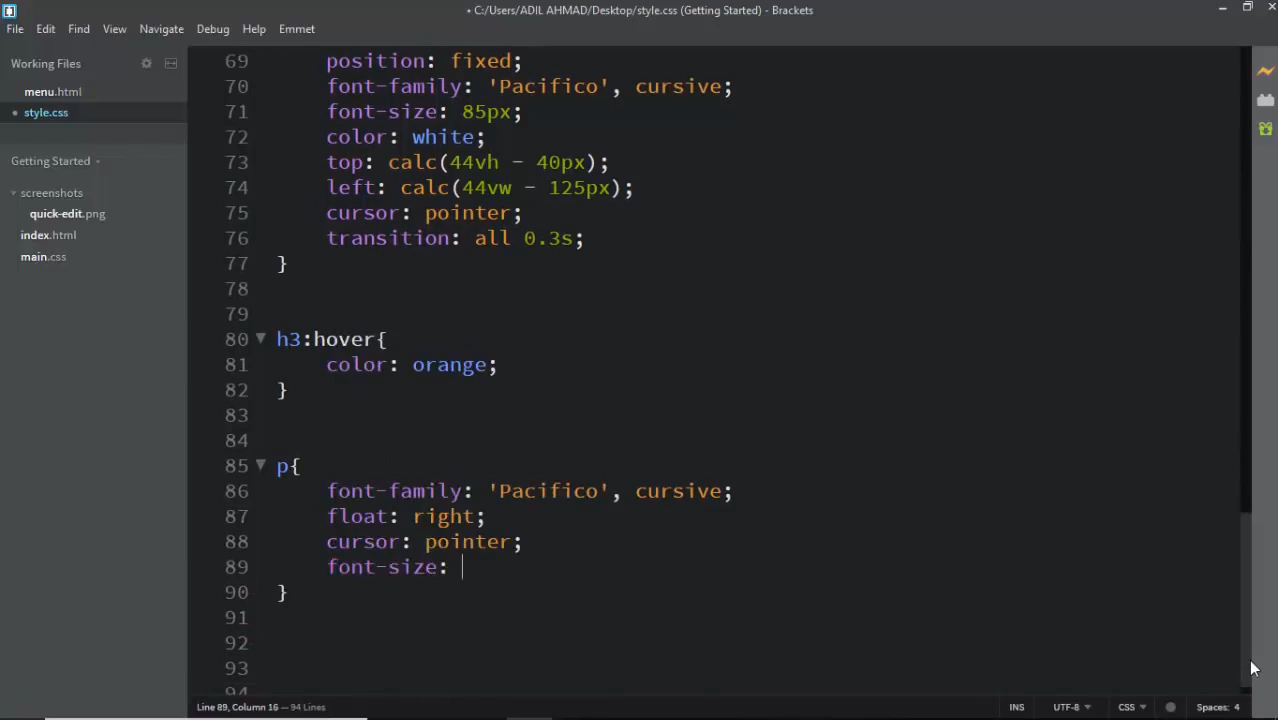 • C:/Users/ADIL AHMAD/Desktop/style.css (Getting Started) - Brackets
File Edit Find View Navigate Debug Help Emmet
Working Files
menu.html
• style.css
Getting Started
screenshots
quick-edit.png
index.html
main.css
69 position: fixed;
70 font-family: 'Pacifico', cursive;
71 font-size: 85px;
72 color: white;
73 top: calc(44vh - 40px);
74 left: calc(44vw - 125px);
75 cursor: pointer;
76 transition: all 0.3s;
77 }
78
79
80 h3:hover{
81 color: orange;
82 }
83
84
85 p{
86 font-family: 'Pacifico', cursive;
87 float: right;
88 cursor: pointer;
89 font-size:
90 }
91
92
93
94
Line 89, Column 16 — 94 Lines INS UTF-8 CSS Spaces: 4